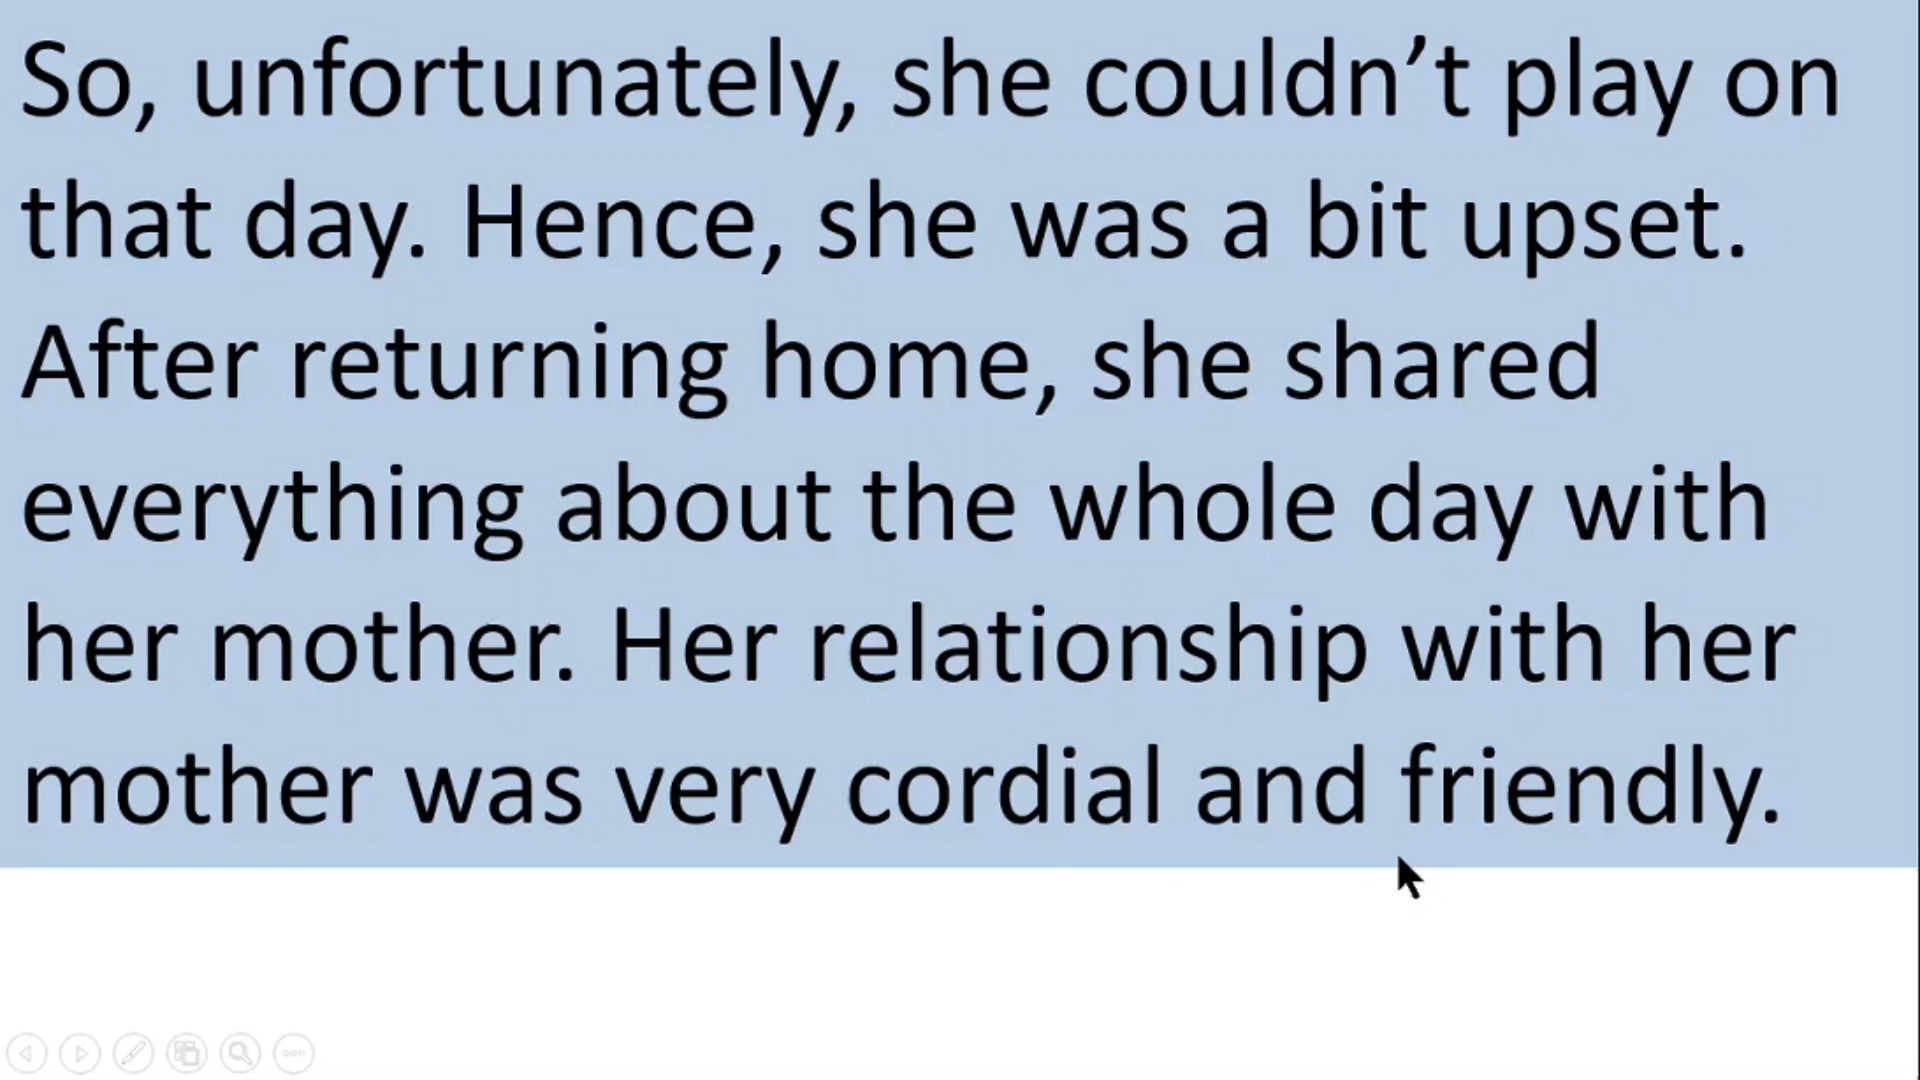 So, unfortunately, she couldn’t play on
that day. Hence, she was a bit upset.
After returning home, she shared
everything about the whole day with
her mother. Her relationship with her
mother was very cordial and friendly.